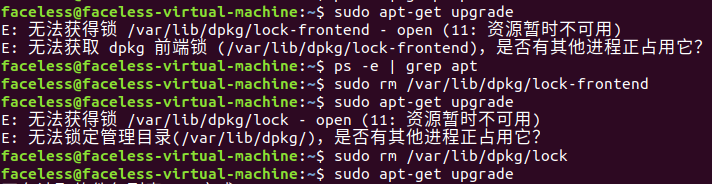 faceless@faceless-virtual-machine:~$ sudo apt-get upgrade
E: 无法获得锁 /var/lib/dpkg/lock-frontend - open (11: 资源暂时不可用)
E: 无法获取 dpkg 前端锁 (/var/lib/dpkg/lock-frontend)，是否有其他进程正占用它？
faceless@faceless-virtual-machine:~$ ps -e | grep apt
faceless@faceless-virtual-machine:~$ sudo rm /var/lib/dpkg/lock-frontend
faceless@faceless-virtual-machine:~$ sudo apt-get upgrade
E: 无法获得锁 /var/lib/dpkg/lock - open (11: 资源暂时不可用)
E: 无法锁定管理目录(/var/lib/dpkg/)，是否有其他进程正占用它？
faceless@faceless-virtual-machine:~$ sudo rm /var/lib/dpkg/lock
faceless@faceless-virtual-machine:~$ sudo apt-get upgrade